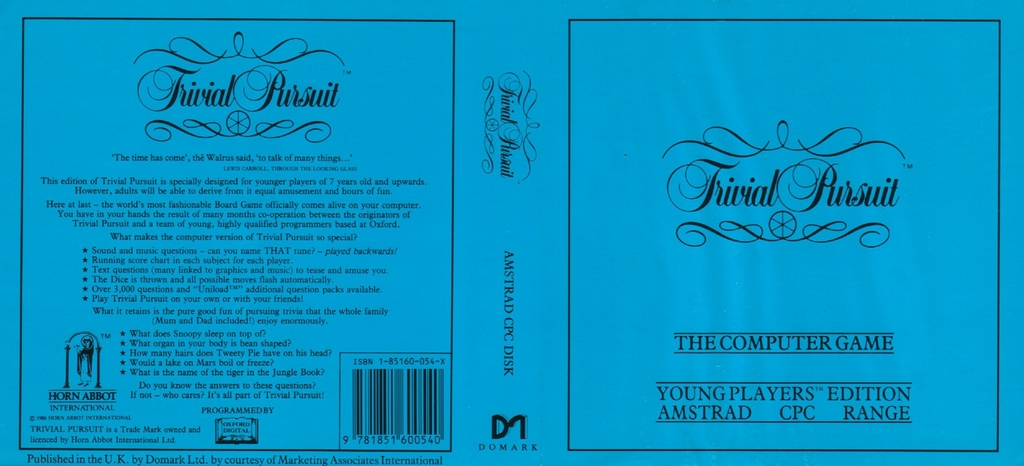 Trivial Pursuit™
'The time has come', the Walrus said, 'to talk of many things...'
LEWIS CARROLL, THROUGH THE LOOKING GLASS
This edition of Trivial Pursuit is specially designed for younger players of 7 years old and upwards.
However, adults will be able to derive from it equal amusement and hours of fun.
Here at last – the world's most fashionable Board Game officially comes alive on your computer.
You have in your hands the result of many months co-operation between the originators of
Trivial Pursuit and a team of young, highly qualified programmers based at Oxford.
What makes the computer version of Trivial Pursuit so special?
★ Sound and music questions – can you name THAT tune? – played backwards!
★ Running score chart in each subject for each player.
★ Text questions (many linked to graphics and music) to tease and amuse you.
★ The Dice is thrown and all possible moves flash automatically.
★ Over 3,000 questions and "Uniload™" additional question packs available.
★ Play Trivial Pursuit on your own or with your friends!
What it retains is the pure good fun of pursuing trivia that the whole family
(Mum and Dad included!) enjoy enormously.
★ What does Snoopy sleep on top of?
★ What organ in your body is bean shaped?
★ How many hairs does Tweety Pie have on his head?
★ Would a lake on Mars boil or freeze?
★ What is the name of the tiger in the Jungle Book?
Do you know the answers to these questions?
If not – who cares? It's all part of Trivial Pursuit!
TM
HORN ABBOT
INTERNATIONAL
© 1986 HORN ABBOT INTERNATIONAL
TRIVIAL PURSUIT is a Trade Mark owned and
licenced by Horn Abbot International Ltd.
PROGRAMMED BY
OXFORD
DIGITAL
ISBN 1-85160-054-X
9 781851 600540
Published in the U.K. by Domark Ltd. by courtesy of Marketing Associates International
Trivial Pursuit
AMSTRAD CPC DISK
DOMARK
Trivial Pursuit™
THE COMPUTER GAME
YOUNG PLAYERS™ EDITION
AMSTRAD CPC RANGE